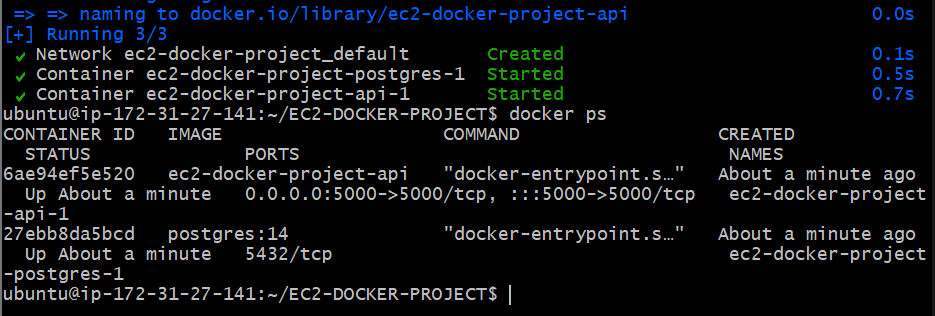 => => naming to docker.io/library/ec2-docker-project-api 0.0s
[+] Running 3/3
✔ Network ec2-docker-project_default Created 0.1s
✔ Container ec2-docker-project-postgres-1 Started 0.5s
✔ Container ec2-docker-project-api-1 Started 0.7s
ubuntu@ip-172-31-27-141:~/EC2-DOCKER-PROJECT$ docker ps
CONTAINER ID IMAGE COMMAND CREATED
STATUS PORTS NAMES
6ae94ef5e520 ec2-docker-project-api "docker-entrypoint.s…" About a minute ago
Up About a minute 0.0.0.0:5000->5000/tcp, :::5000->5000/tcp ec2-docker-project
-api-1
27ebb8da5bcd postgres:14 "docker-entrypoint.s…" About a minute ago
Up About a minute 5432/tcp ec2-docker-project
-postgres-1
ubuntu@ip-172-31-27-141:~/EC2-DOCKER-PROJECT$